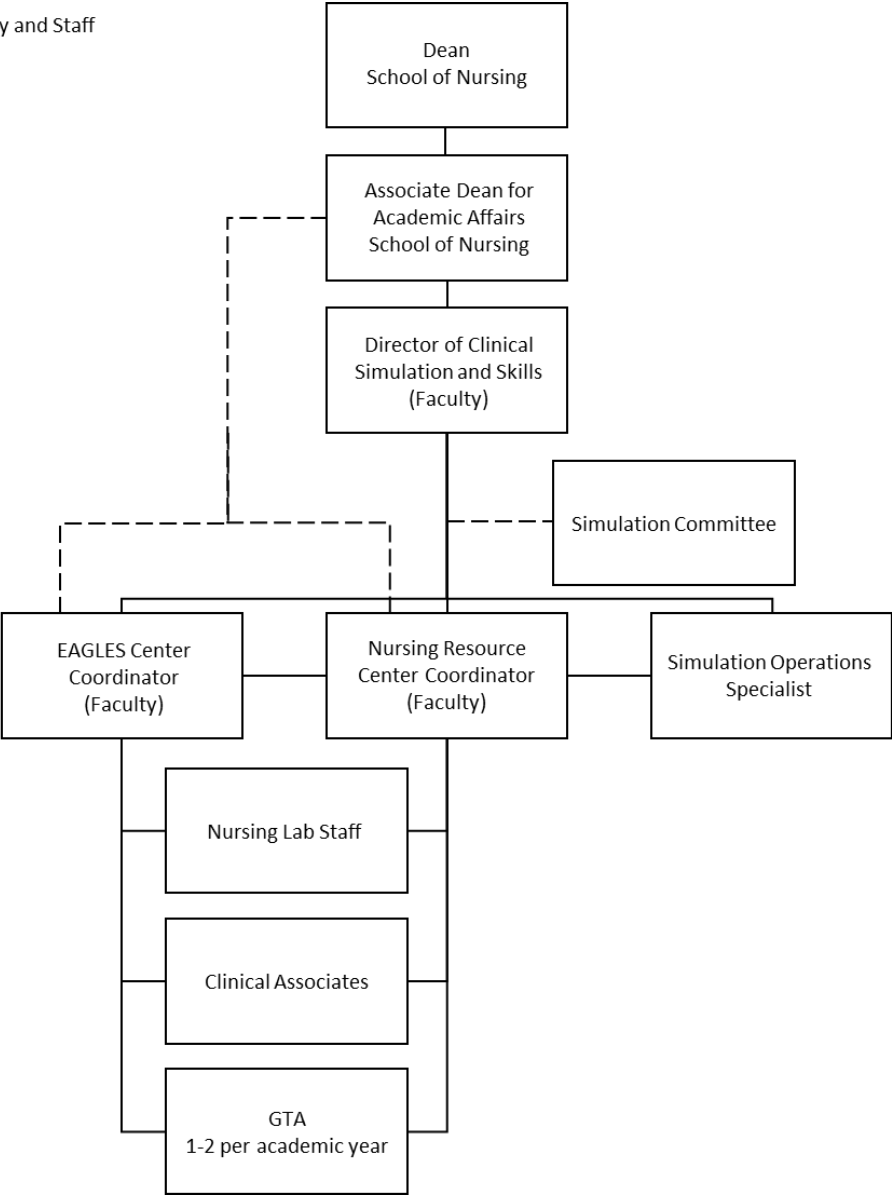 y and Staff
Dean
School of Nursing
Associate Dean for
Academic Affairs
School of Nursing
Director of Clinical
Simulation and Skills
(Faculty)
Simulation Committee
EAGLES Center
Coordinator
(Faculty)
Nursing Resource
Center Coordinator
(Faculty)
Simulation Operations
Specialist
Nursing Lab Staff
Clinical Associates
GTA
1-2 per academic year